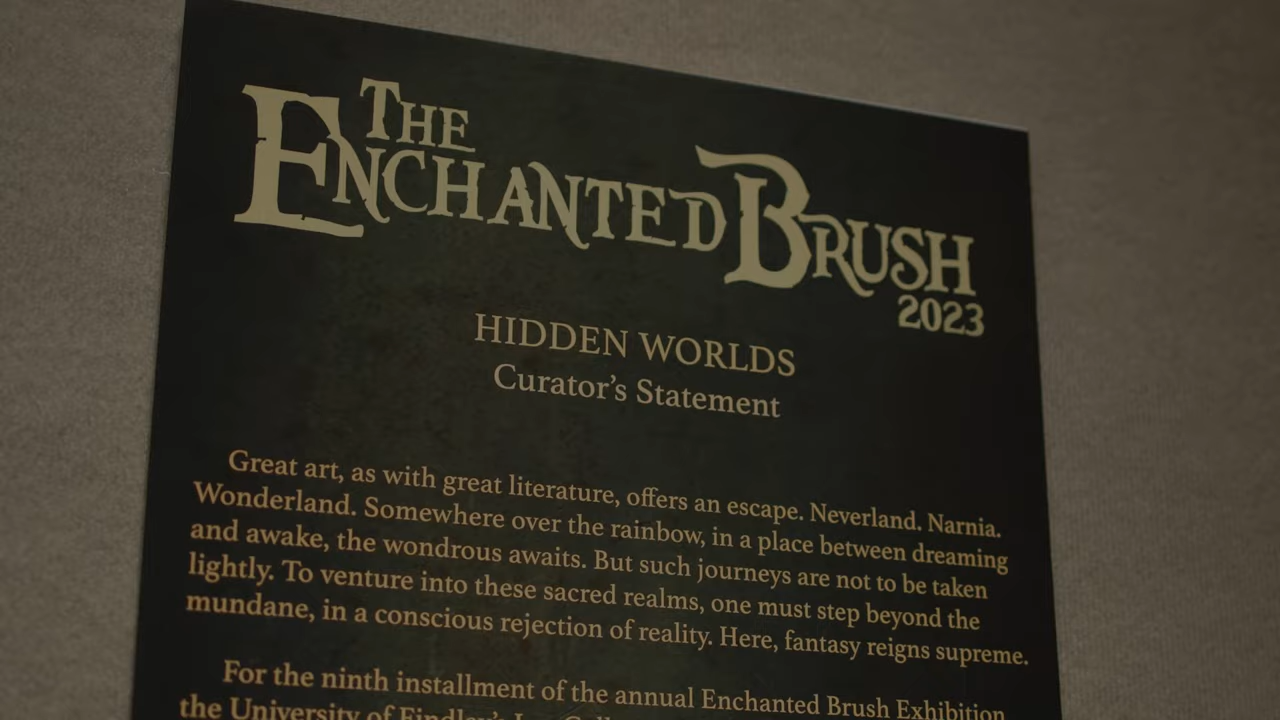 THE
ENCHANTED BRUSH
2023
HIDDEN WORLDS
Curator's Statement
Great art, as with great literature, offers an escape. Neverland. Narnia.
Wonderland. Somewhere over the rainbow, in a place between dreaming
and awake, the wondrous awaits. But such journeys are not to be taken
lightly. To venture into these sacred realms, one must step beyond the
mundane, in a conscious rejection of reality. Here, fantasy reigns supreme.
For the ninth installment of the annual Enchanted Brush Exhibition
the University of Findlay's